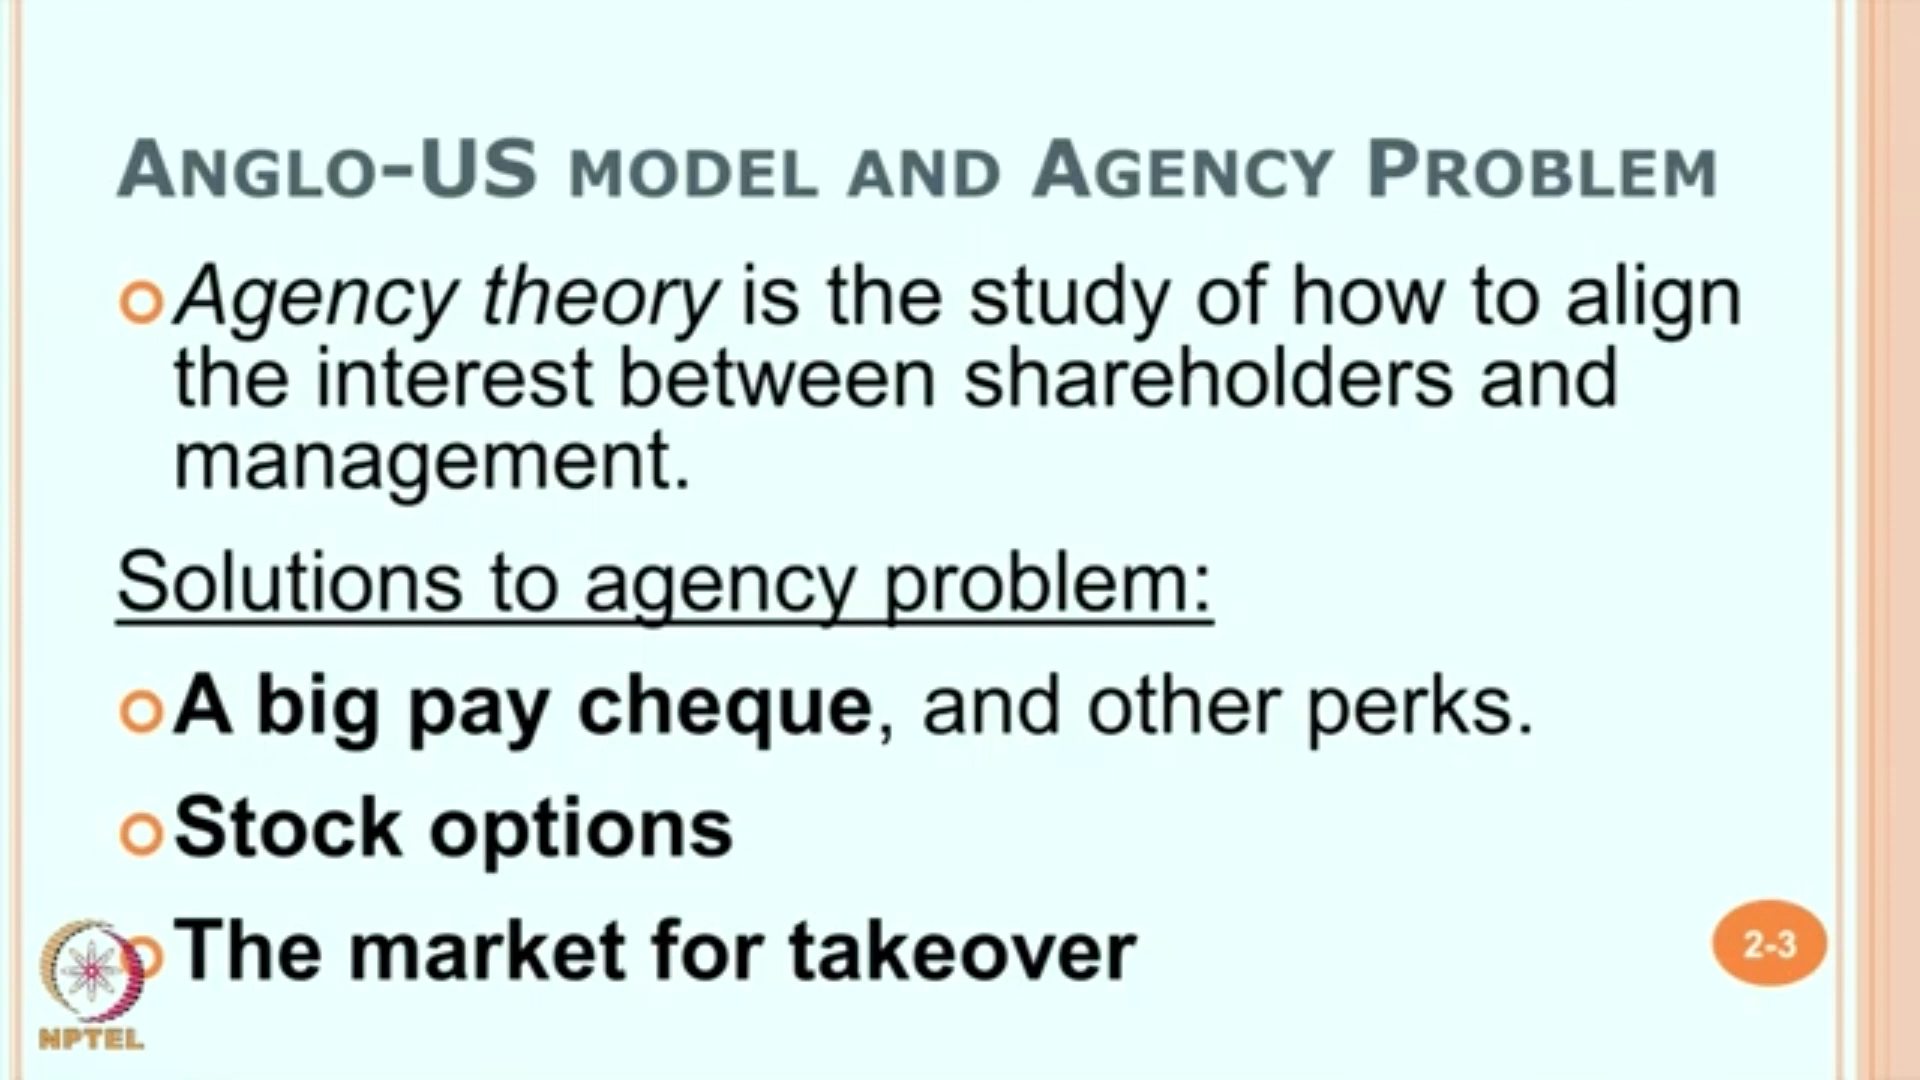 Anglo-US model and Agency Problem
Agency theory is the study of how to align
the interest between shareholders and
management.
Solutions to agency problem:
A big pay cheque, and other perks.
Stock options
The market for takeover
2-3
NPTEL